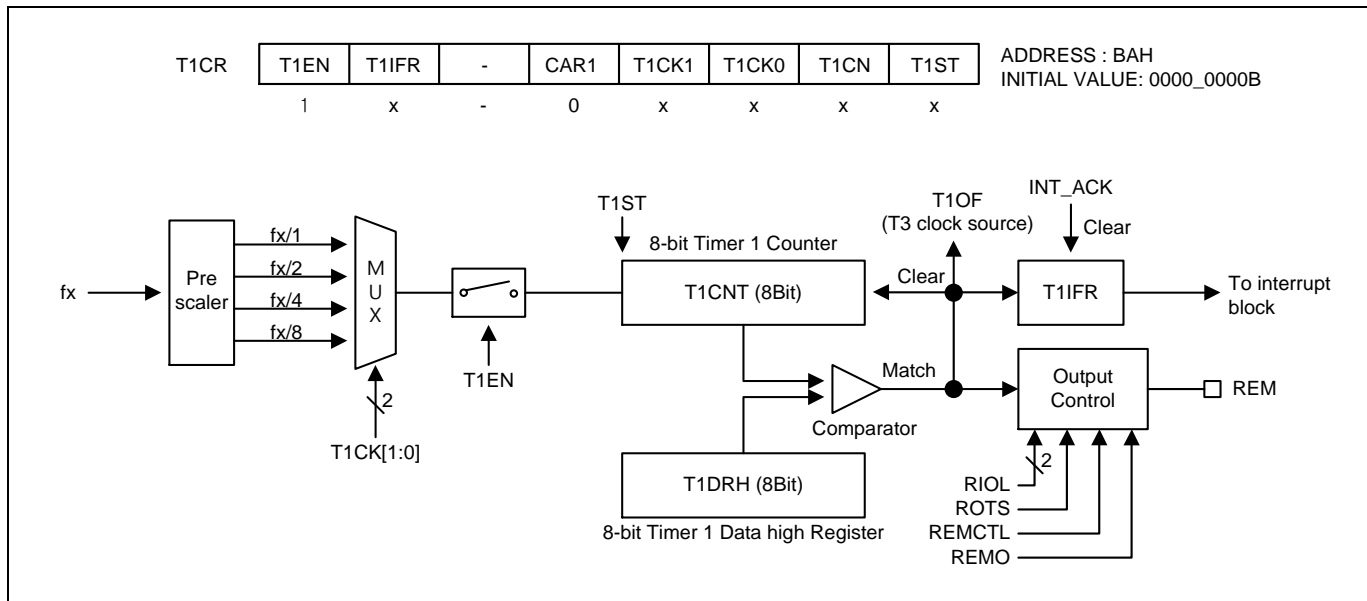 T1CR T1EN T1IFR - CAR1 T1CK1 T1CK0 T1CN T1ST ADDRESS : BAH
INITIAL VALUE: 0000_0000B
1 x - 0 x x x x
INT_ACK
T1ST
T1OF
(T3 clock source)
Clear
8-bit Timer 1 Counter
fx
Pre
scaler
fx/1
fx/2
fx/4
fx/8
M
U
X
T1CNT (8Bit)
Clear
T1IFR
To interrupt
block
T1EN
2
T1CK[1:0]
Match
Comparator
Output
Control
REM
T1DRH (8Bit)
8-bit Timer 1 Data high Register
2
RIOL
ROTS
REMCTL
REMO